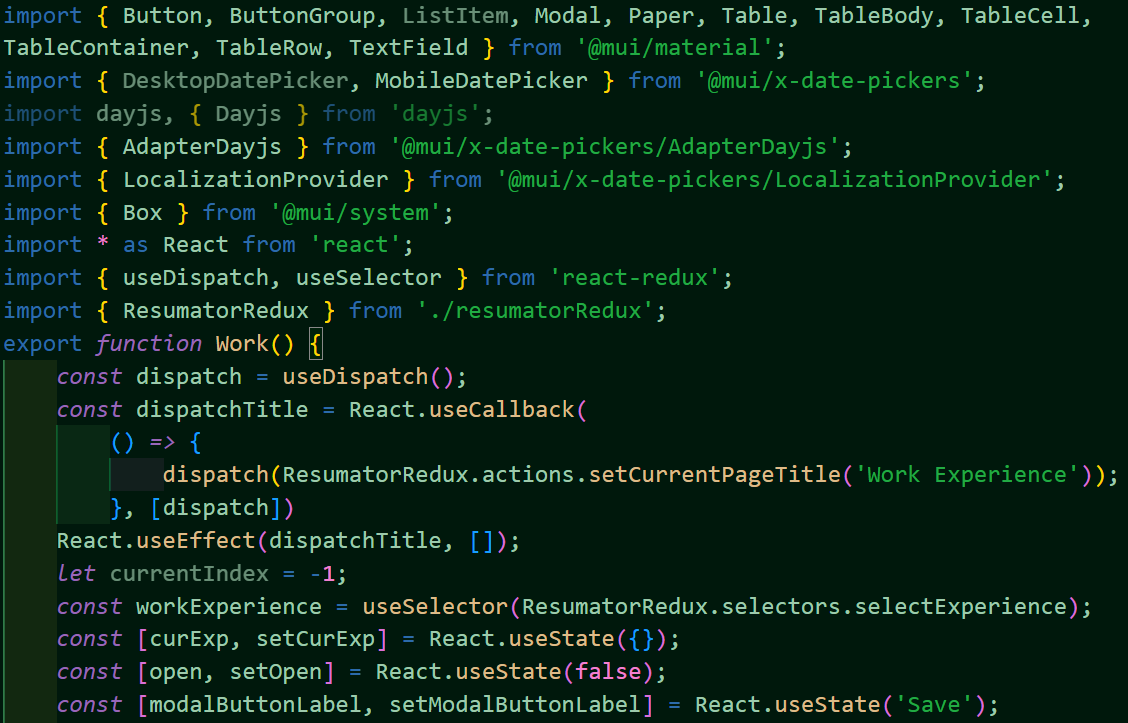 import { Button, ButtonGroup, ListItem, Modal, Paper, Table, TableBody, TableCell,
TableContainer, TableRow, TextField } from '@mui/material';
import { DesktopDatePicker, MobileDatePicker } from '@mui/x-date-pickers';
import dayjs, { Dayjs } from 'dayjs';
import { AdapterDayjs } from '@mui/x-date-pickers/AdapterDayjs';
import { LocalizationProvider } from '@mui/x-date-pickers/LocalizationProvider';
import { Box } from '@mui/system';
import * as React from 'react';
import { useDispatch, useSelector } from 'react-redux';
import { ResumatorRedux } from './resumatorRedux';
export function Work() {
    const dispatch = useDispatch();
    const dispatchTitle = React.useCallback(
        () => {
            dispatch(ResumatorRedux.actions.setCurrentPageTitle('Work Experience'));
        }, [dispatch])
    React.useEffect(dispatchTitle, []);
    let currentIndex = -1;
    const workExperience = useSelector(ResumatorRedux.selectors.selectExperience);
    const [curExp, setCurExp] = React.useState({});
    const [open, setOpen] = React.useState(false);
    const [modalButtonLabel, setModalButtonLabel] = React.useState('Save');